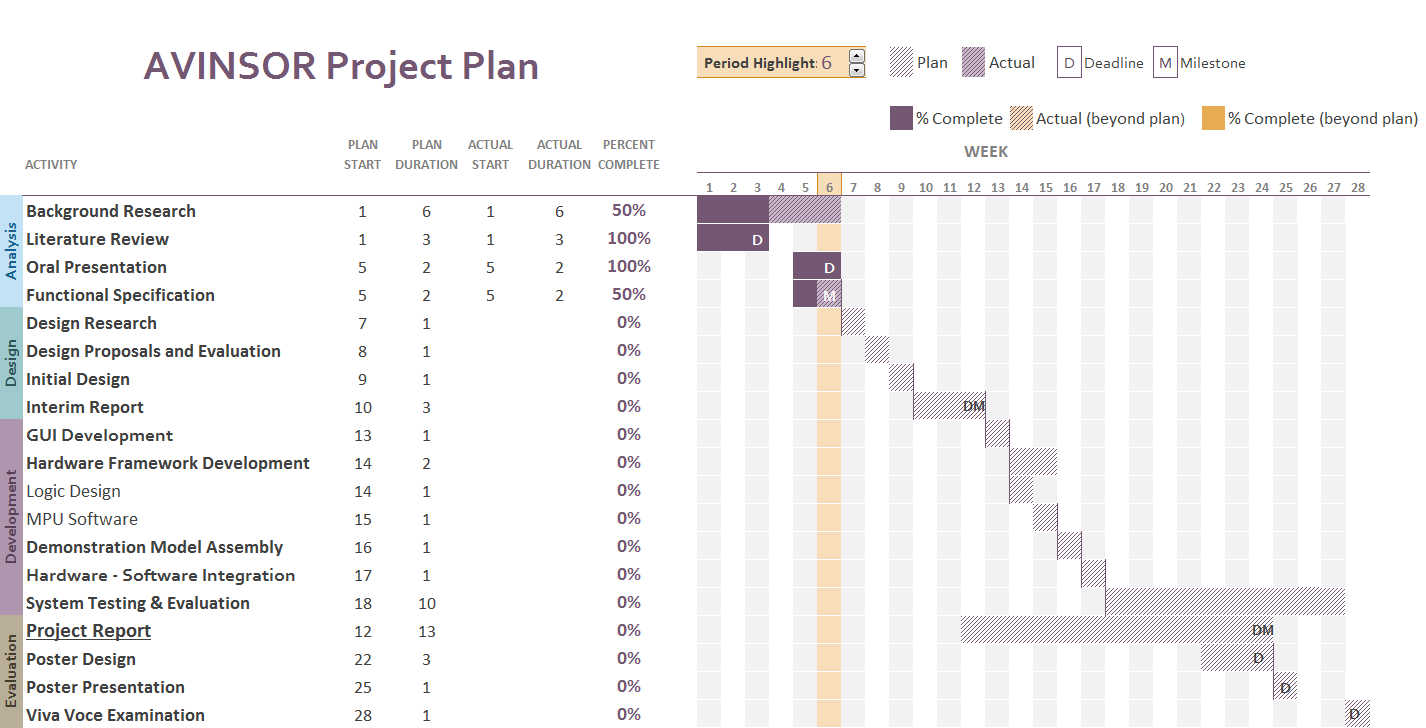 AVINSOR Project Plan
Period Highlight: 6
Plan
Actual
D Deadline
M Milestone
% Complete
Actual (beyond plan)
% Complete (beyond plan)
ACTIVITY
PLAN START
PLAN DURATION
ACTUAL START
ACTUAL DURATION
PERCENT COMPLETE
WEEK
1 2 3 4 5 6 7 8 9 10 11 12 13 14 15 16 17 18 19 20 21 22 23 24 25 26 27 28
Analysis
Background Research 1 6 1 6 50%
Literature Review 1 3 1 3 100% D
Oral Presentation 5 2 5 2 100% D
Functional Specification 5 2 5 2 50% M
Design
Design Research 7 1 0%
Design Proposals and Evaluation 8 1 0%
Initial Design 9 1 0%
Interim Report 10 3 0% DM
Development
GUI Development 13 1 0%
Hardware Framework Development 14 2 0%
Logic Design 14 1 0%
MPU Software 15 1 0%
Demonstration Model Assembly 16 1 0%
Hardware - Software Integration 17 1 0%
System Testing & Evaluation 18 10 0%
Evaluation
Project Report 12 13 0% DM
Poster Design 22 3 0% D
Poster Presentation 25 1 0% D
Viva Voce Examination 28 1 0% D